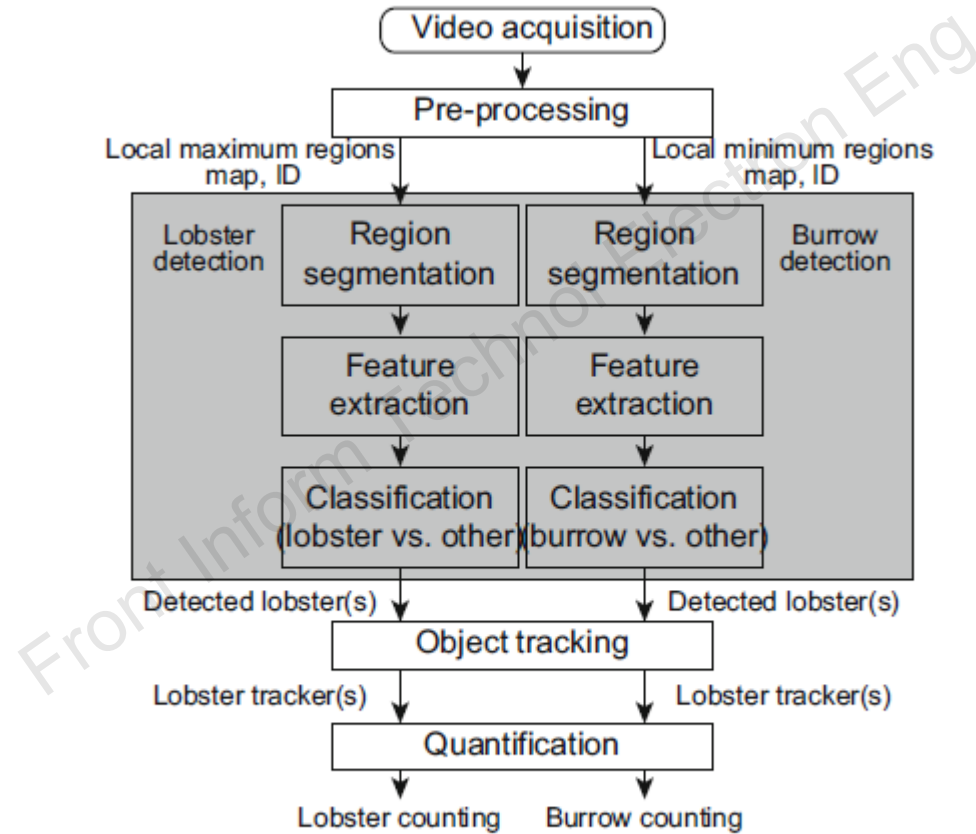 Video acquisition
Pre-processing
Local maximum regions
map, ID
Local minimum regions
map, ID
Lobster
detection
Region
segmentation
Region
segmentation
Burrow
detection
Feature
extraction
Feature
extraction
Classification
(lobster vs. other)
Classification
(burrow vs. other)
Detected lobster(s)
Detected lobster(s)
Object tracking
Lobster tracker(s)
Lobster tracker(s)
Quantification
Lobster counting
Burrow counting
Front Inform Technol Electron Eng